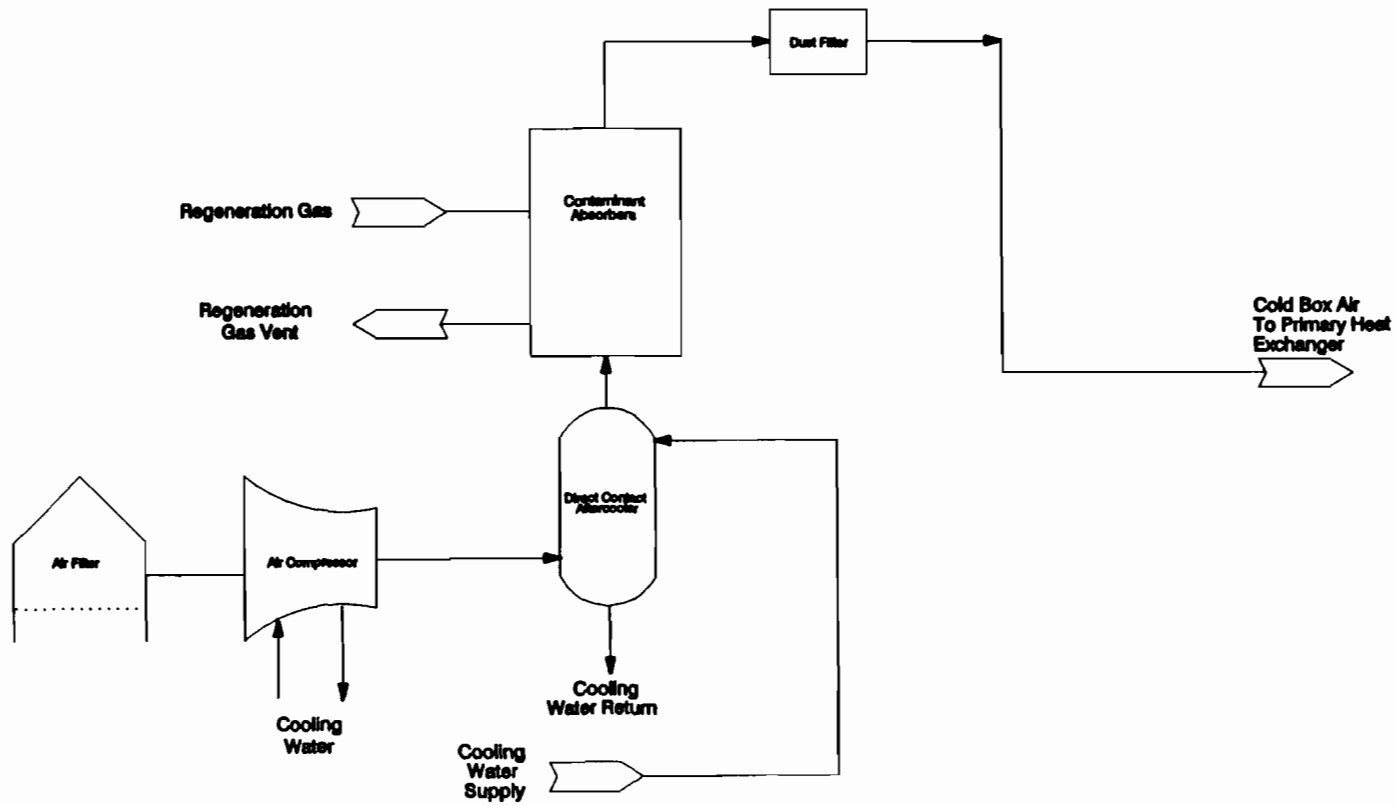 Dust Filter
Contaminant
Absorbers
Regeneration Gas
Regeneration
Gas Vent
Cold Box Air
To Primary Heat
Exchanger
Direct Contact
Aftercooler
Air Filter
Air Compressor
Cooling
Water Return
Cooling
Water
Cooling
Water
Supply